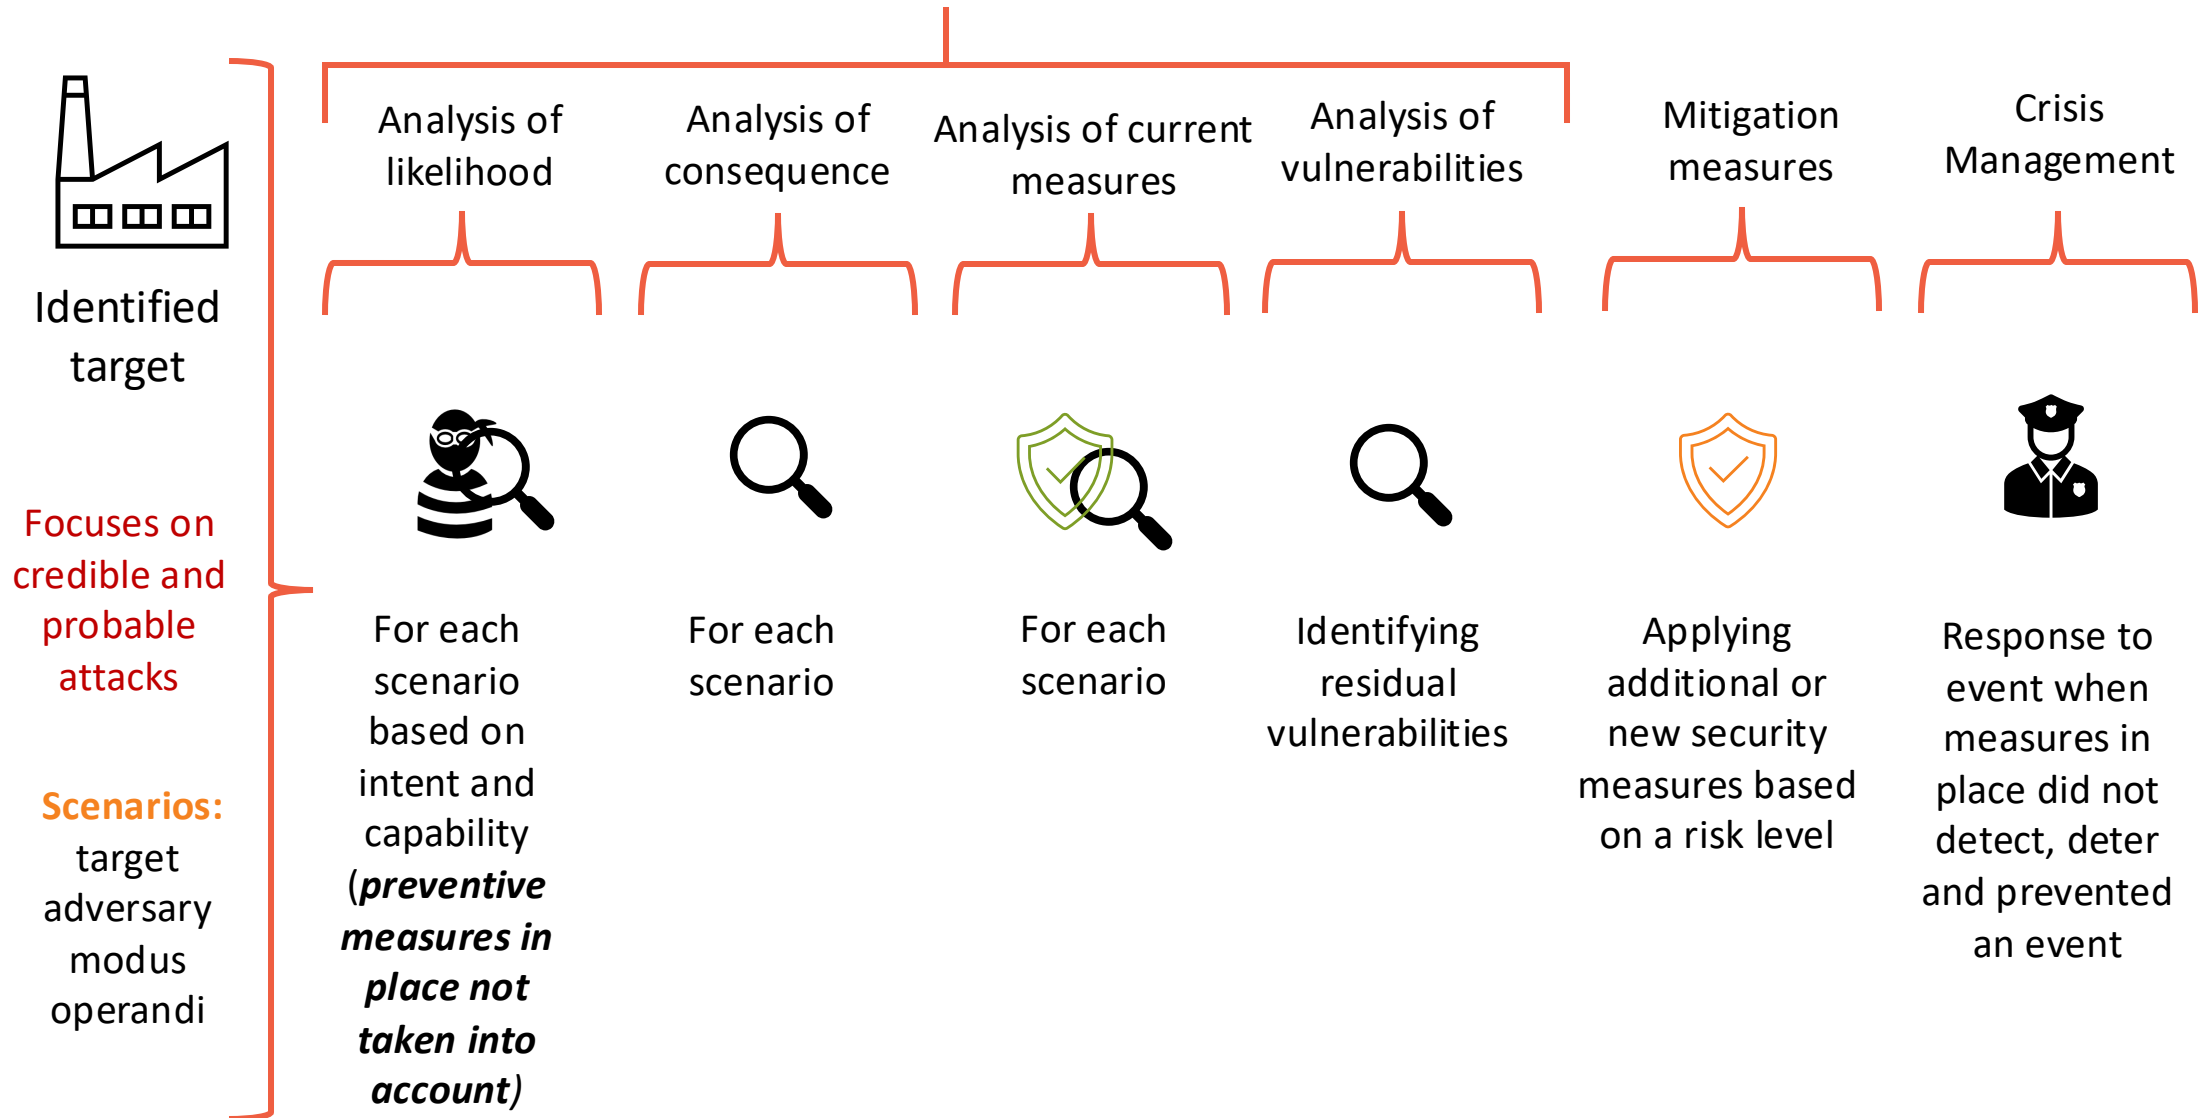 Identified
target
Focuses on
credible and
probable
attacks
Scenarios:
target
adversary
modus
operandi
Analysis of
likelihood
For each
scenario
based on
intent and
capability
(preventive
measures in
place not
taken into
account)
Analysis of
consequence
For each
scenario
Analysis of current
measures
For each
scenario
Analysis of
vulnerabilities
Identifying
residual
vulnerabilities
Mitigation
measures
Applying
additional or
new security
measures based
on a risk level
Crisis
Management
Response to
event when
measures in
place did not
detect, deter
and prevented
an event